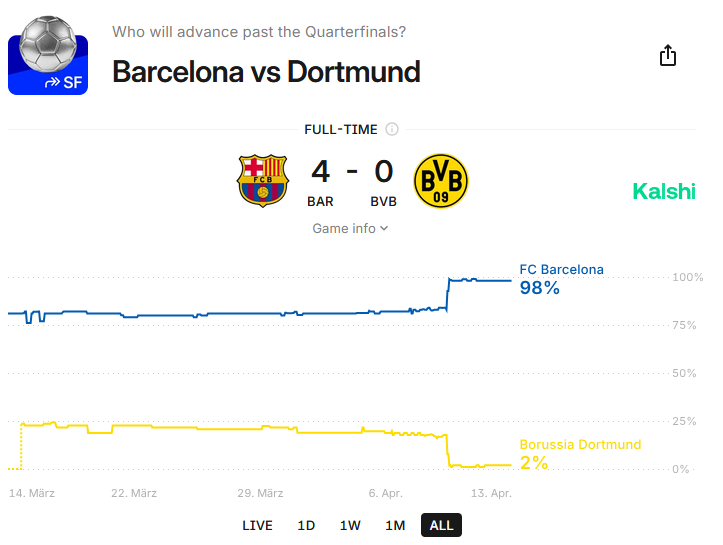 Who will advance past the Quarterfinals?
Barcelona vs Dortmund
SF
FULL-TIME
FCB
4 - 0
BVB
09
BAR
BVB
Kalshi
Game info
FC Barcelona
98%
100%
75%
50%
25%
Borussia Dortmund
2%
0%
14. März
22. März
29. März
6. Apr.
13. Apr.
LIVE
1D
1W
1M
ALL